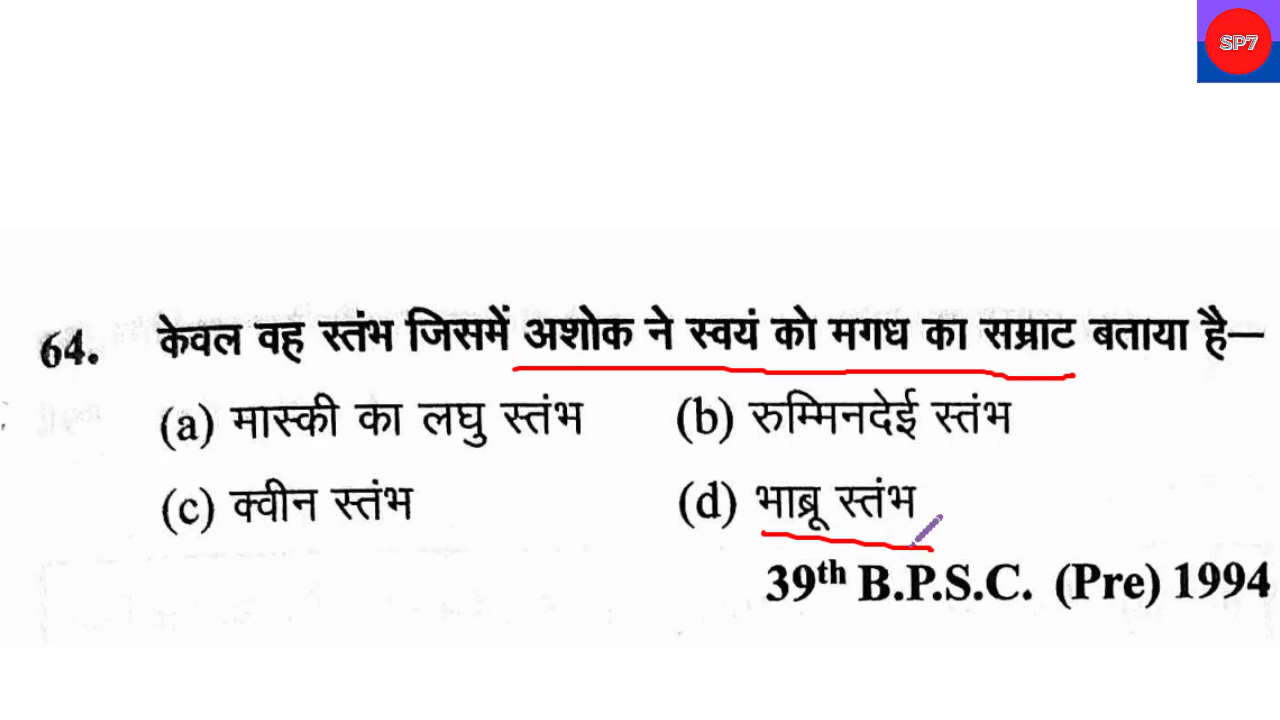 SP7
64. केवल वह स्तंभ जिसमें अशोक ने स्वयं को मगध का सम्राट बताया है—
(a) मास्की का लघु स्तंभ (b) रुम्मिनदेई स्तंभ
(c) क्वीन स्तंभ (d) भाब्रू स्तंभ
39th B.P.S.C. (Pre) 1994